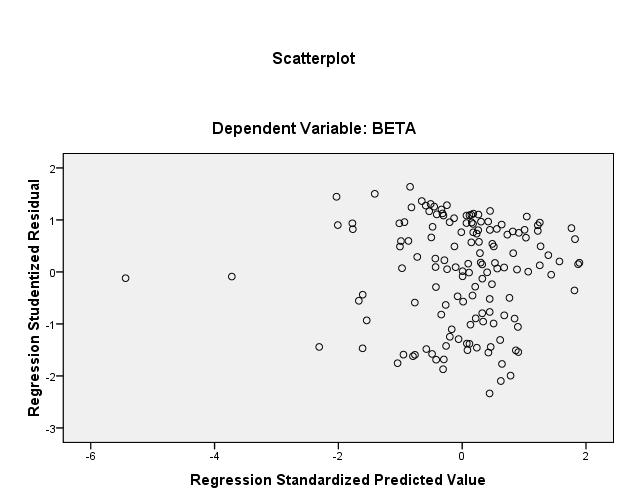 Scatterplot
Dependent Variable: BETA
Regression Studentized Residual
2
1
0
-1
-2
-3
-6
-4
-2
0
2
Regression Standardized Predicted Value